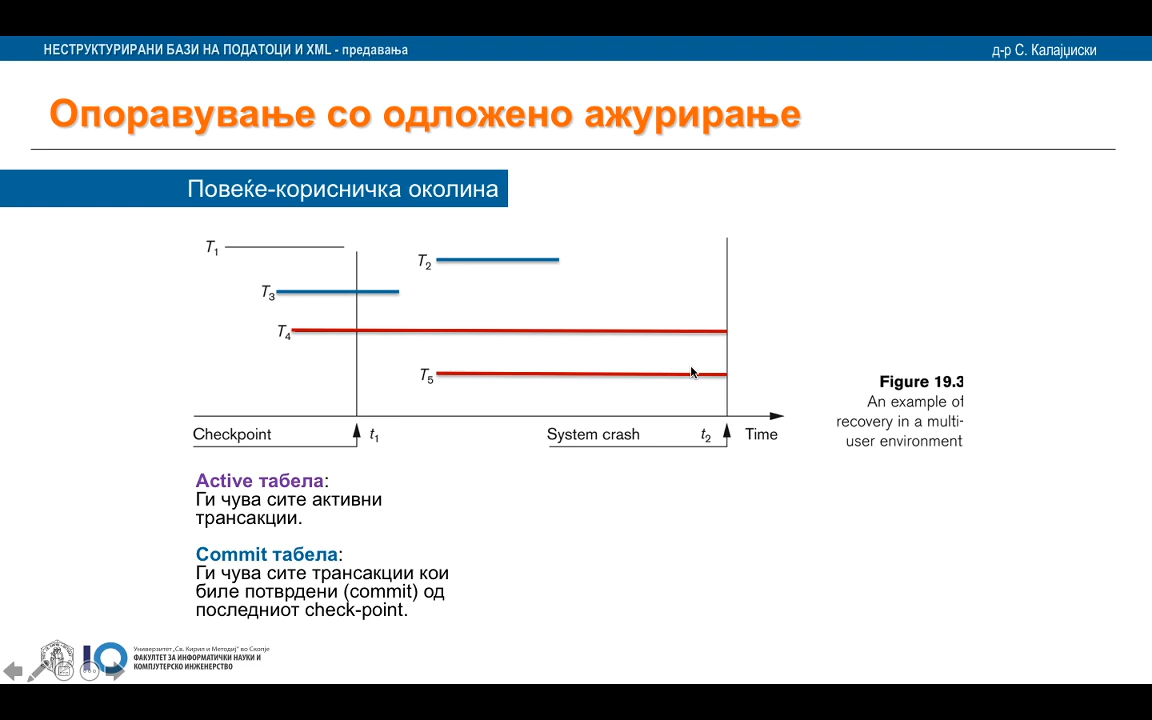 НЕСТРУКТУРИРАНИ БАЗИ НА ПОДАТОЦИ И XML - предавања
д-р С. Калајџиски
Опоравување со одложено ажурирање
Повеќе-корисничка околина
T1
T2
T3
T4
T5
Checkpoint
t1
System crash
t2
Time
Figure 19.3
An example of
recovery in a multi-
user environment
Active табела:
Ги чува сите активни
трансакции.
Commit табела:
Ги чува сите трансакции кои
биле потврдени (commit) од
последниот check-point.
Универзитет „Св. Кирил и Методиј“ во Скопје
ФАКУЛТЕТ ЗА ИНФОРМАТИЧКИ НАУКИ И
КОМПЈУТЕРСКО ИНЖЕНЕРСТВО